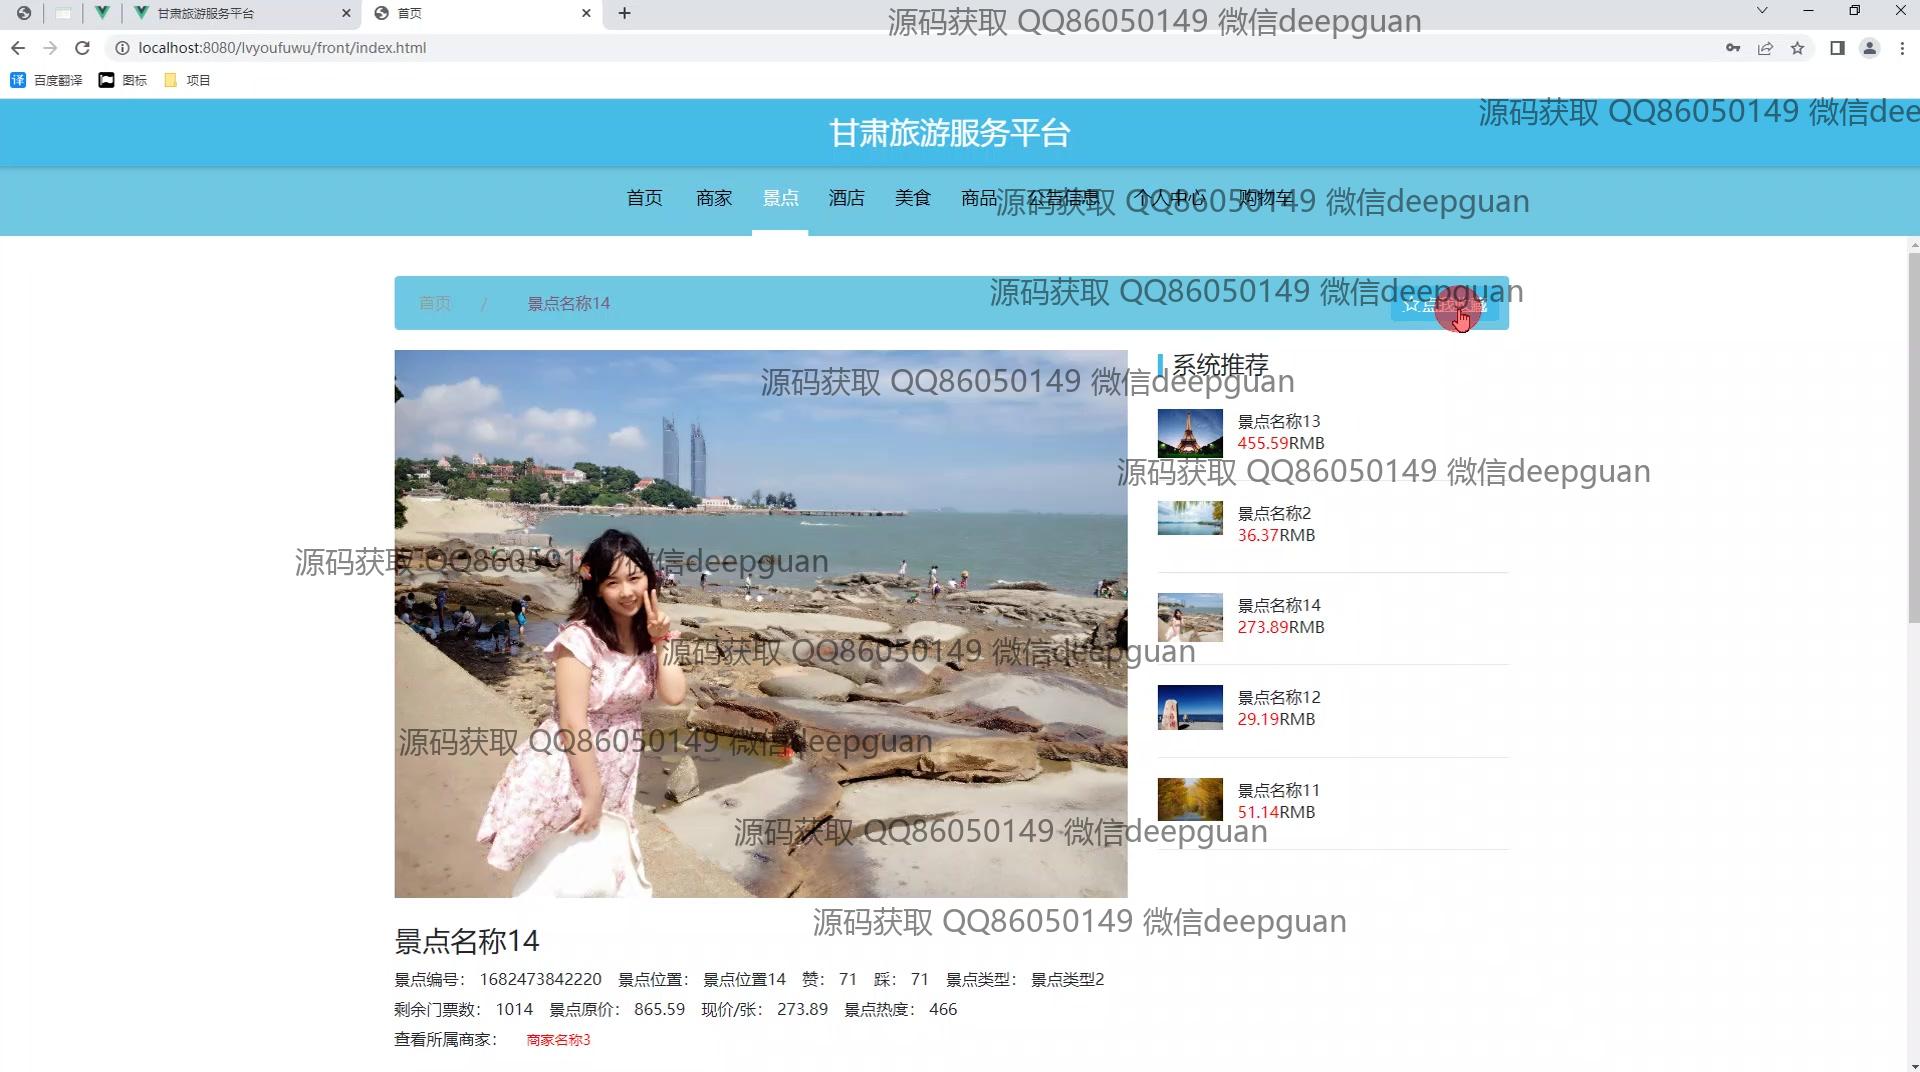 甘肃旅游服务平台
首页
源码获取 QQ86050149 微信deepguan
localhost:8080/lvyoufuwu/front/index.html
百度翻译 图标 项目
源码获取 QQ86050149 微信dee
甘肃旅游服务平台
首页 商家 景点 酒店 美食 商品 公告信息 个人中心 购物车
源码获取 QQ86050149 微信deepguan
源码获取 QQ86050149 微信deepguan
首页 / 景点名称14
系统推荐
源码获取 QQ86050149 微信deepguan
景点名称13
455.59RMB
源码获取 QQ86050149 微信deepguan
景点名称2
36.37RMB
源码获取 QQ86050149 微信deepguan
景点名称14
273.89RMB
源码获取 QQ86050149 微信deepguan
景点名称12
29.19RMB
源码获取 QQ86050149 微信deepguan
景点名称11
51.14RMB
源码获取 QQ86050149 微信deepguan
源码获取 QQ86050149 微信deepguan
景点名称14
景点编号: 1682473842220 景点位置: 景点位置14 赞: 71 踩: 71 景点类型: 景点类型2
剩余门票数: 1014 景点原价: 865.59 现价/张: 273.89 景点热度: 466
查看所属商家: 商家名称3